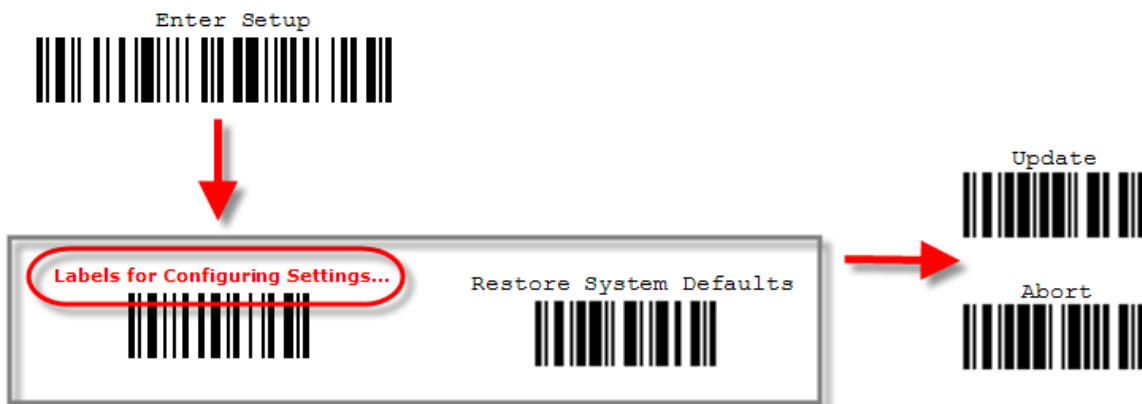 Enter Setup
Update
Labels for Configuring Settings...
Restore System Defaults
Abort